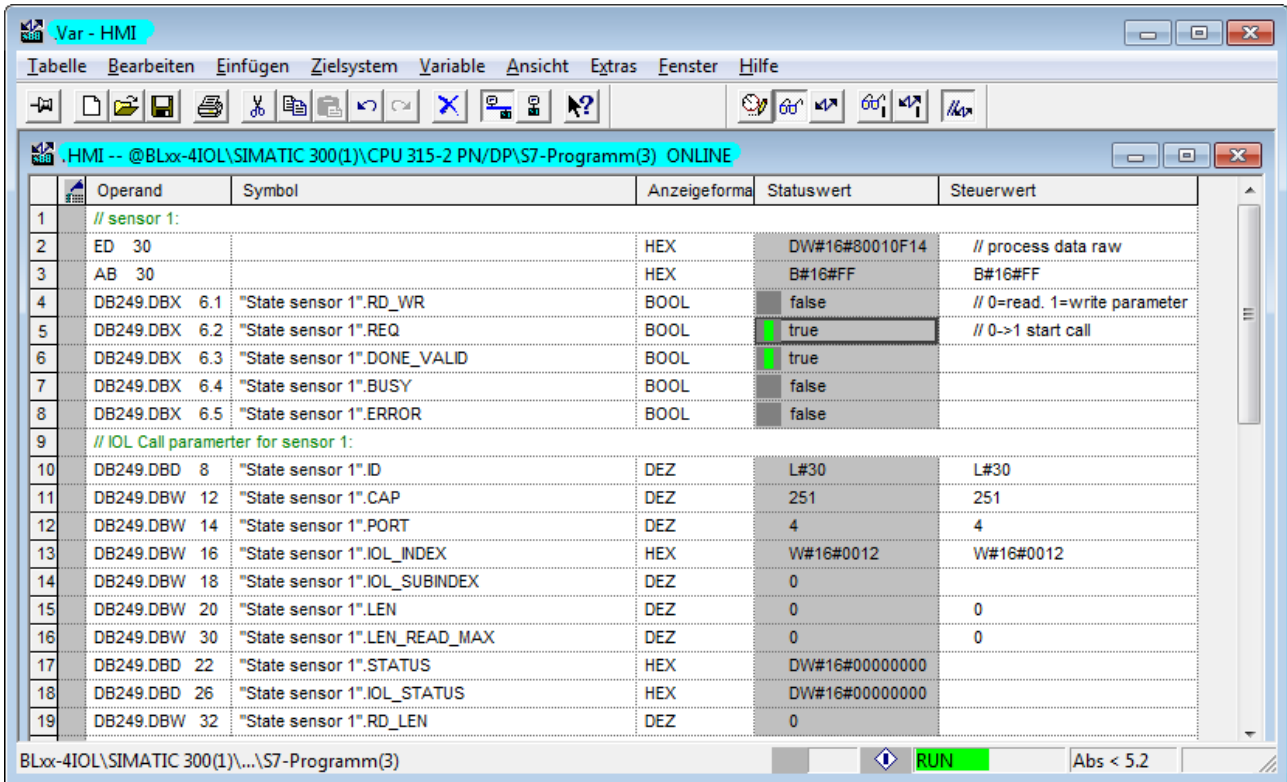 .Var - HMI
Tabelle Bearbeiten Einfügen Zielsystem Variable Ansicht Extras Fenster Hilfe
.HMI -- @BLxx-4IOL\SIMATIC 300(1)\CPU 315-2 PN/DP\S7-Programm(3) ONLINE
Operand Symbol Anzeigeforma Statuswert Steuerwert
1 // sensor 1:
2 ED 30 HEX DW#16#80010F14 // process data raw
3 AB 30 HEX B#16#FF B#16#FF
4 DB249.DBX 6.1 "State sensor 1".RD_WR BOOL false // 0=read. 1=write parameter
5 DB249.DBX 6.2 "State sensor 1".REQ BOOL true // 0->1 start call
6 DB249.DBX 6.3 "State sensor 1".DONE_VALID BOOL true
7 DB249.DBX 6.4 "State sensor 1".BUSY BOOL false
8 DB249.DBX 6.5 "State sensor 1".ERROR BOOL false
9 // IOL Call paramerter for sensor 1:
10 DB249.DBD 8 "State sensor 1".ID DEZ L#30 L#30
11 DB249.DBW 12 "State sensor 1".CAP DEZ 251 251
12 DB249.DBW 14 "State sensor 1".PORT DEZ 4 4
13 DB249.DBW 16 "State sensor 1".IOL_INDEX HEX W#16#0012 W#16#0012
14 DB249.DBW 18 "State sensor 1".IOL_SUBINDEX DEZ 0
15 DB249.DBW 20 "State sensor 1".LEN DEZ 0 0
16 DB249.DBW 30 "State sensor 1".LEN_READ_MAX DEZ 0 0
17 DB249.DBD 22 "State sensor 1".STATUS HEX DW#16#00000000
18 DB249.DBD 26 "State sensor 1".IOL_STATUS HEX DW#16#00000000
19 DB249.DBW 32 "State sensor 1".RD_LEN DEZ 0
BLxx-4IOL\SIMATIC 300(1)\...\S7-Programm(3) RUN Abs < 5.2